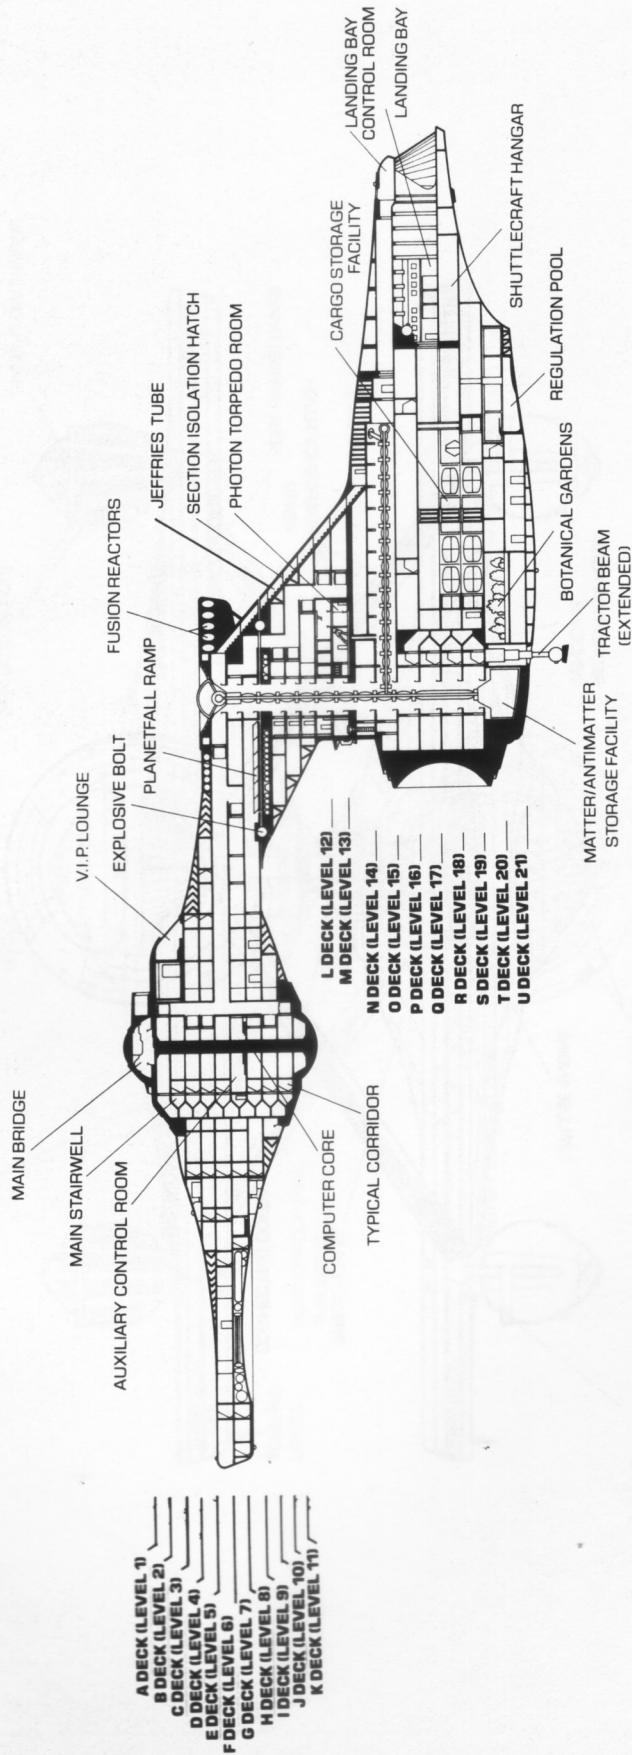 MAIN BRIDGE
MAIN STAIRWELL
AUXILIARY CONTROL ROOM
V.I.P. LOUNGE
EXPLOSIVE BOLT
PLANETFALL RAMP
FUSION REACTORS
JEFFRIES TUBE
SECTION ISOLATION HATCH
PHOTON TORPEDO ROOM
CARGO STORAGE
FACILITY
LANDING BAY
CONTROL ROOM
LANDING BAY
A DECK (LEVEL 1)
B DECK (LEVEL 2)
C DECK (LEVEL 3)
D DECK (LEVEL 4)
E DECK (LEVEL 5)
F DECK (LEVEL 6)
G DECK (LEVEL 7)
H DECK (LEVEL 8)
I DECK (LEVEL 9)
J DECK (LEVEL 10)
K DECK (LEVEL 11)
COMPUTER CORE
TYPICAL CORRIDOR
L DECK (LEVEL 12)
M DECK (LEVEL 13)
N DECK (LEVEL 14)
O DECK (LEVEL 15)
P DECK (LEVEL 16)
Q DECK (LEVEL 17)
R DECK (LEVEL 18)
S DECK (LEVEL 19)
T DECK (LEVEL 20)
U DECK (LEVEL 21)
MATTER/ANTIMATTER
STORAGE FACILITY
TRACTOR BEAM
(EXTENDED)
BOTANICAL GARDENS
REGULATION POOL
SHUTTLECRAFT HANGAR